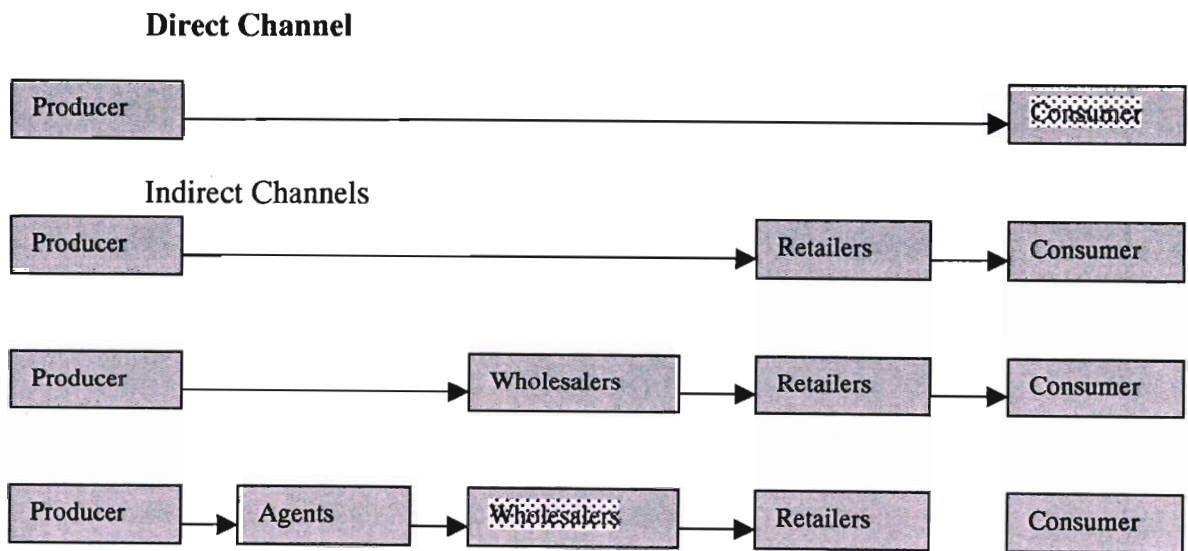 Direct Channel
Producer Consumer
Indirect Channels
Producer Retailers Consumer
Producer Wholesalers Retailers Consumer
Producer Agents Wholesalers Retailers Consumer